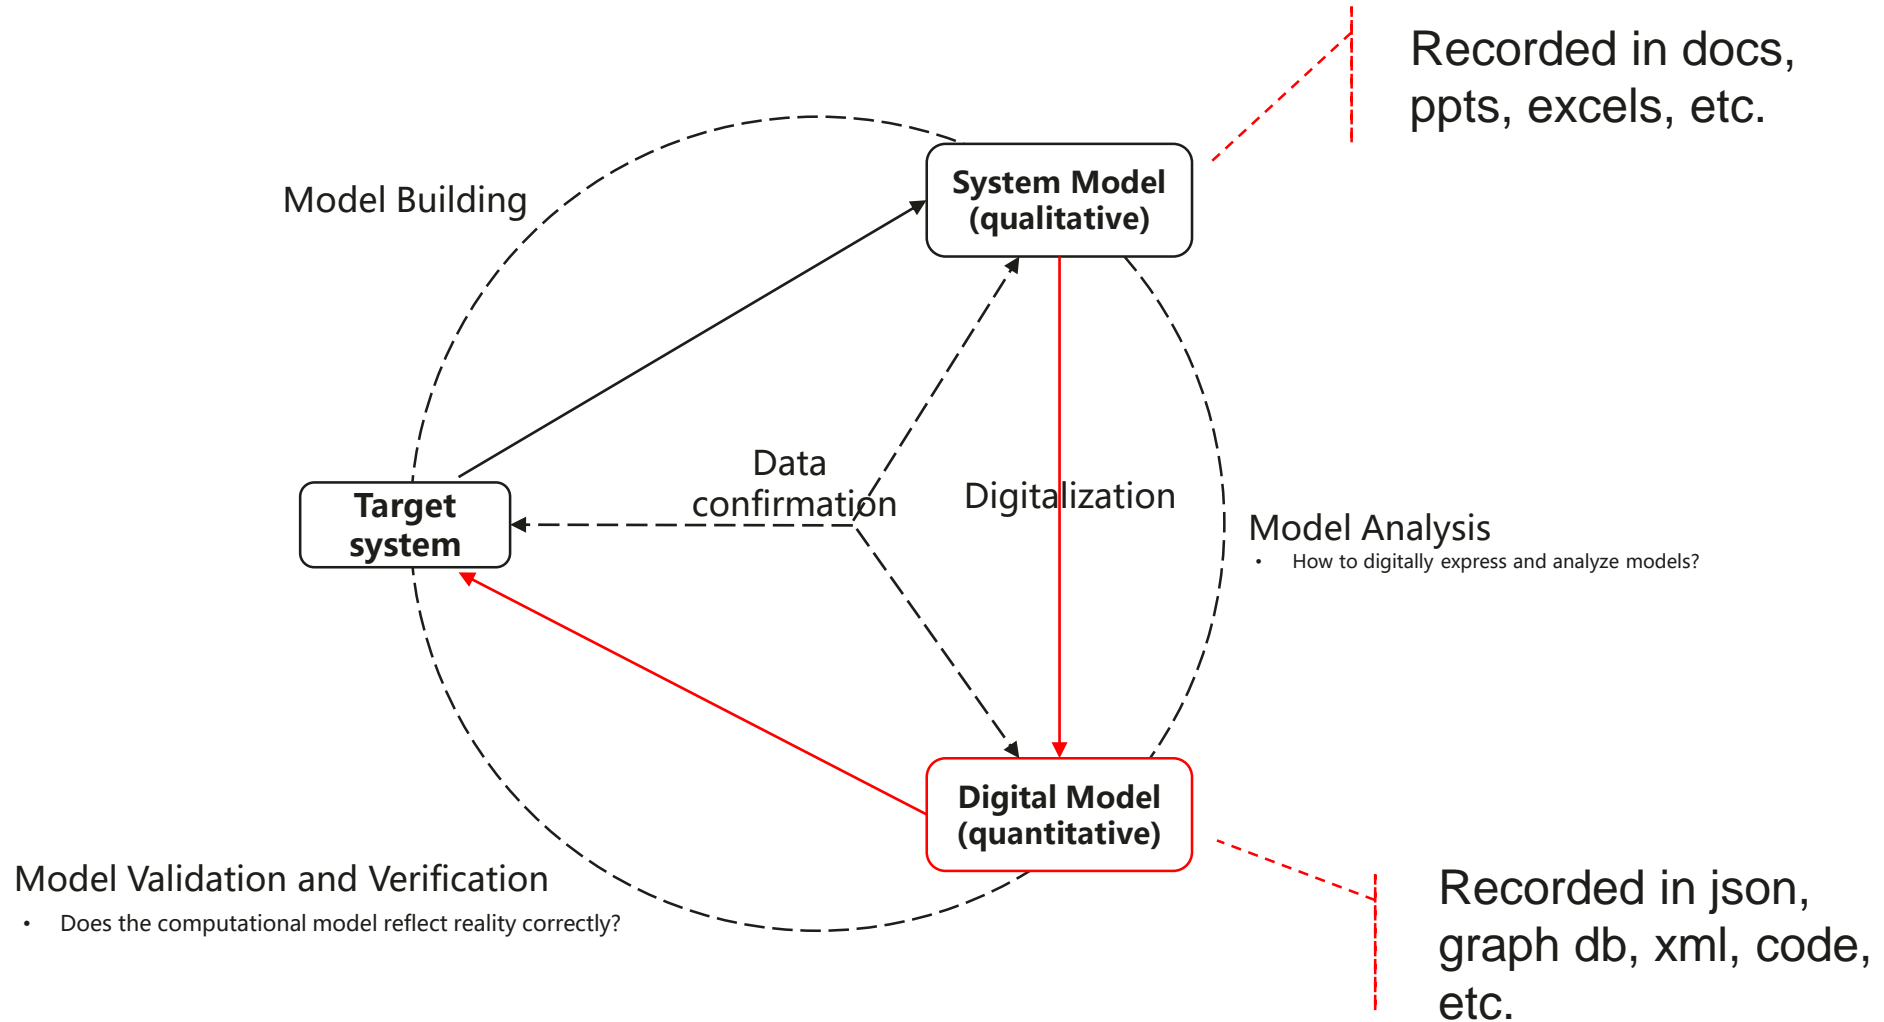 Recorded in docs,
ppts, excels, etc.
Model Building
System Model
(qualitative)
Data
confirmation
Digitalization
Target
system
Model Analysis
• How to digitally express and analyze models?
Digital Model
(quantitative)
Model Validation and Verification
• Does the computational model reflect reality correctly?
Recorded in json,
graph db, xml, code,
etc.